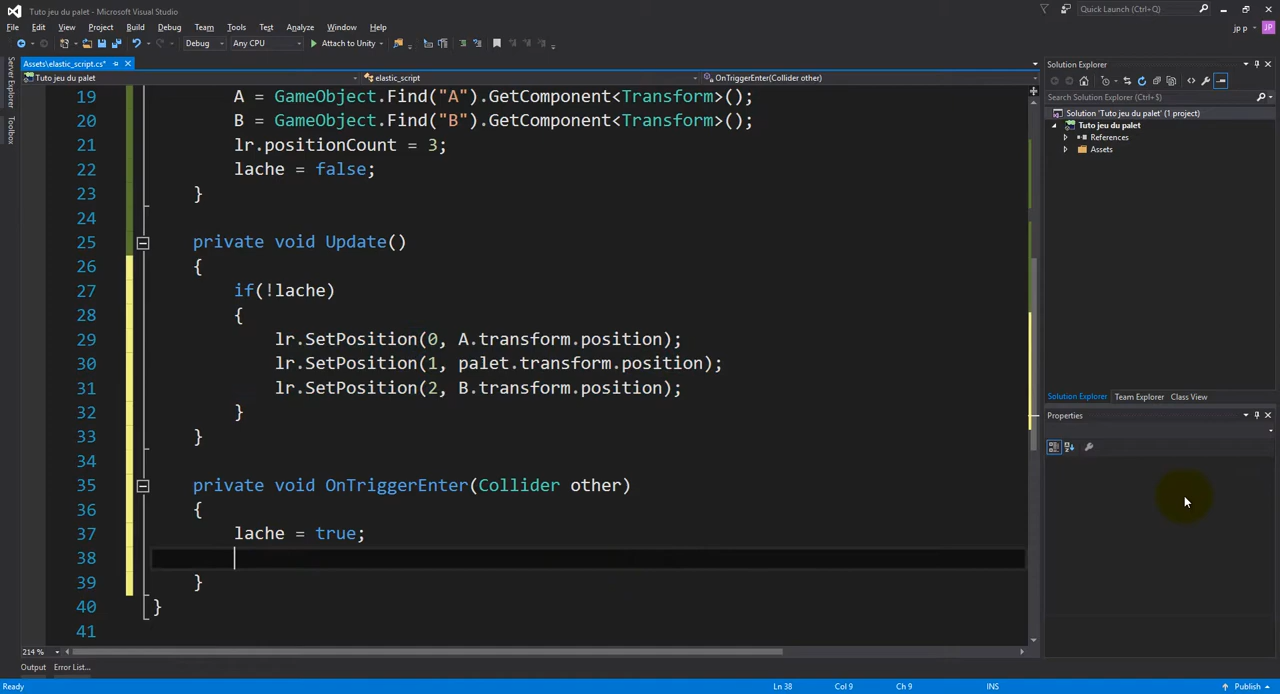 Tuto jeu du palet - Microsoft Visual Studio
Quick Launch (Ctrl+Q)
File Edit View Project Build Debug Team Tools Test Analyze Window Help
jp p
JP
Debug Any CPU Attach to Unity
Server Explorer
Toolbox
Assets\elastic_script.cs*
Tuto jeu du palet elastic_script OnTriggerEnter(Collider other)
19 A = GameObject.Find("A").GetComponent<Transform>();
20 B = GameObject.Find("B").GetComponent<Transform>();
21 lr.positionCount = 3;
22 lache = false;
23 }
24
25 private void Update()
26 {
27 if(!lache)
28 {
29 lr.SetPosition(0, A.transform.position);
30 lr.SetPosition(1, palet.transform.position);
31 lr.SetPosition(2, B.transform.position);
32 }
33 }
34
35 private void OnTriggerEnter(Collider other)
36 {
37 lache = true;
38
39 }
40 }
41
214 %
Solution Explorer
Search Solution Explorer (Ctrl+$)
Solution 'Tuto jeu du palet' (1 project)
Tuto jeu du palet
References
Assets
Solution Explorer Team Explorer Class View
Properties
Output Error List...
Ready Ln 38 Col 9 Ch 9 INS Publish